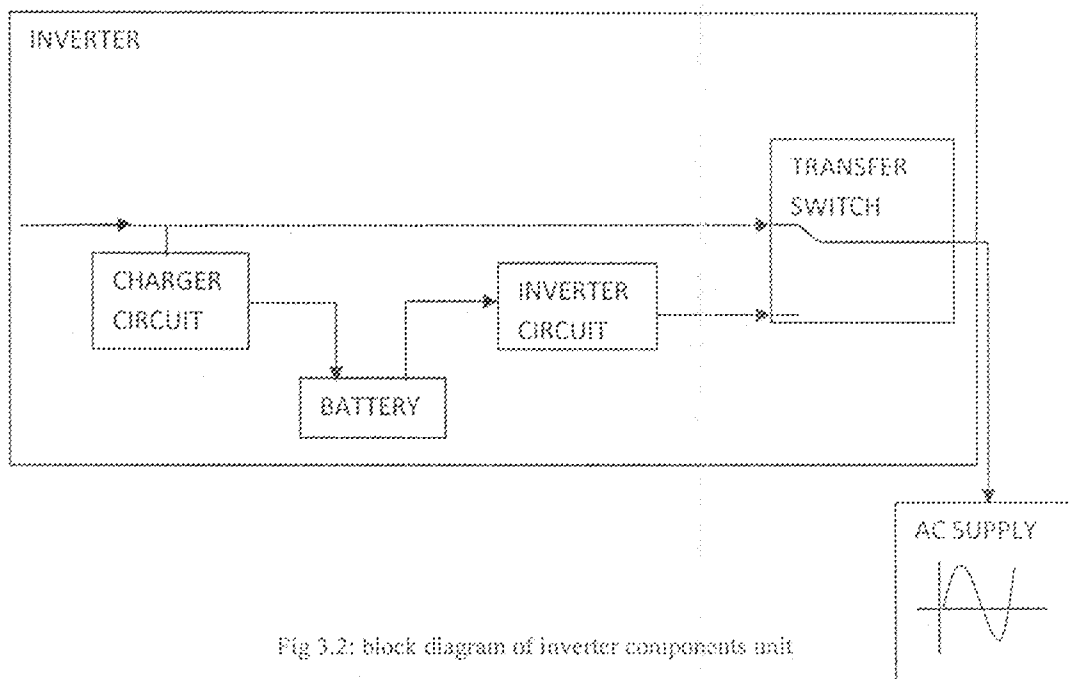 INVERTER
TRANSFER
SWITCH
CHARGER
CIRCUIT
INVERTER
CIRCUIT
BATTERY
AC SUPPLY
Fig 3.2: block diagram of inverter components unit